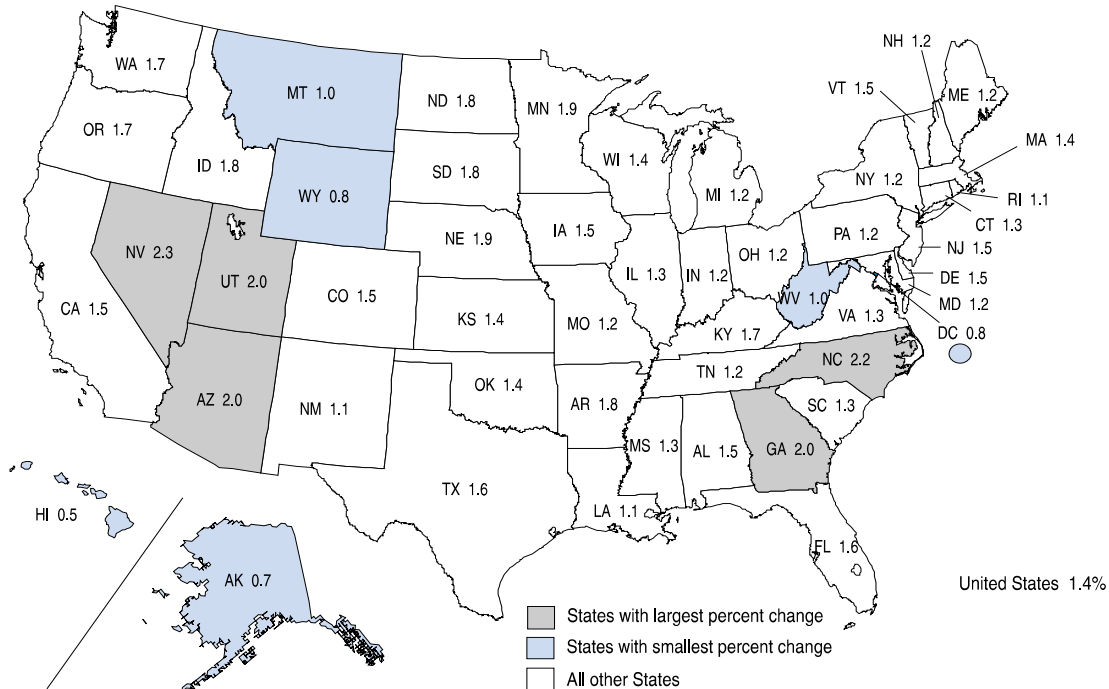 NH 1.2
WA 1.7
VT 1.5
ME 1.2
MT 1.0
ND 1.8
MN 1.9
OR 1.7
MA 1.4
ID 1.8
WI 1.4
SD 1.8
NY 1.2
WY 0.8
MI 1.2
RI 1.1
CT 1.3
IA 1.5
PA 1.2
NE 1.9
NJ 1.5
NV 2.3
OH 1.2
IL 1.3
IN 1.2
DE 1.5
UT 2.0
CO 1.5
WV 1.0
MD 1.2
CA 1.5
KS 1.4
MO 1.2
VA 1.3
KY 1.7
DC 0.8
NC 2.2
TN 1.2
OK 1.4
AZ 2.0
NM 1.1
AR 1.8
SC 1.3
MS 1.3
AL 1.5
GA 2.0
TX 1.6
LA 1.1
HI 0.5
FL 1.6
AK 0.7
United States 1.4%
States with largest percent change
States with smallest percent change
All other States